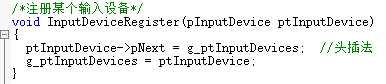 /*注册某个输入设备*/
void InputDeviceRegister(pInputDevice ptInputDevice)
{
ptInputDevice->pNext = g_ptInputDevices; //头插法
g_ptInputDevices = ptInputDevice;
}